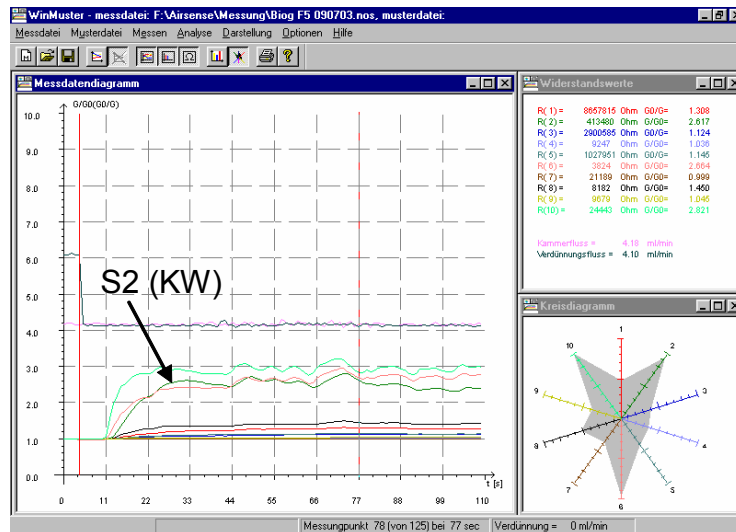 WinMuster - messdatei: F:\Airsense\Messung\Biog F5 090703.nos, musterdatei:
Messdatei Musterdatei Messen Analyse Darstellung Optionen Hilfe
Messdatendiagramm
G/G0(G0/G)
10.0
9.0
8.0
7.0
6.0
5.0
4.0
3.0
2.0
1.0
0.0
S2 (KW)
t [s]
0 11 22 33 44 55 66 77 88 99 110
Widerstandswerte
R( 1) = 8657815 Ohm G0/G= 1.308
R( 2) = 413480 Ohm G/G0= 2.617
R( 3) = 2900585 Ohm G0/G= 1.124
R( 4) = 9247 Ohm G/G0= 1.036
R( 5) = 1027951 Ohm G0/G= 1.145
R( 6) = 3824 Ohm G/G0= 2.664
R( 7) = 21189 Ohm G/G0= 0.999
R( 8) = 8182 Ohm G/G0= 1.450
R( 9) = 9679 Ohm G/G0= 1.046
R(10) = 24443 Ohm G/G0= 2.821
Kammerfluss = 4.18 ml/min
Verdünnungsfluss = 4.10 ml/min
Kreisdiagramm
1
10 2
9 3
8 4
7 5
6
Messungpunkt 78 (von 125) bei 77 sec Verdünnung = 0 ml/min